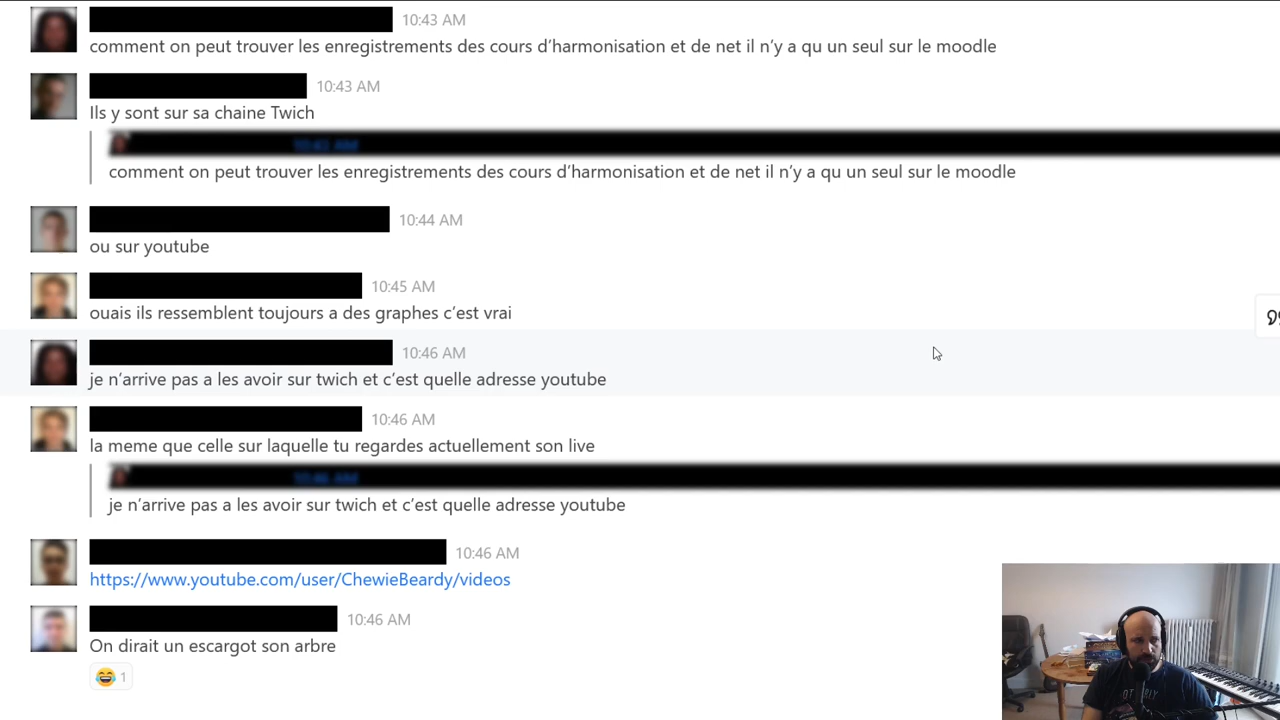 10:43 AM
comment on peut trouver les enregistrements des cours d'harmonisation et de net il n'y a qu un seul sur le moodle
10:43 AM
Ils y sont sur sa chaine Twich
comment on peut trouver les enregistrements des cours d'harmonisation et de net il n'y a qu un seul sur le moodle
10:44 AM
ou sur youtube
10:45 AM
ouais ils ressemblent toujours a des graphes c'est vrai
10:46 AM
je n'arrive pas a les avoir sur twich et c'est quelle adresse youtube
10:46 AM
la meme que celle sur laquelle tu regardes actuellement son live
10:46 AM
je n'arrive pas a les avoir sur twich et c'est quelle adresse youtube
10:46 AM
https://www.youtube.com/user/ChewieBeardy/videos
10:46 AM
On dirait un escargot son arbre
1